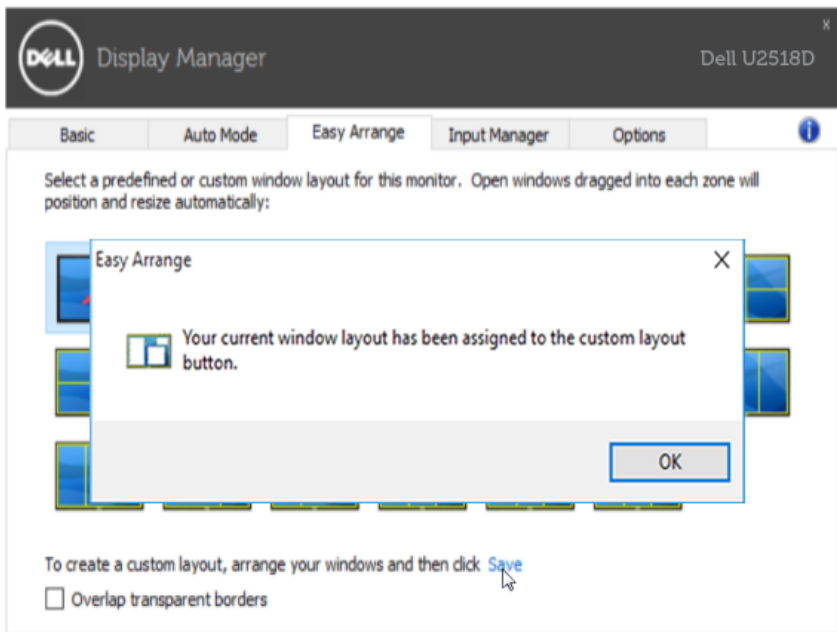 x
DELL Display Manager Dell U2518D
Basic Auto Mode Easy Arrange Input Manager Options i
Select a predefined or custom window layout for this monitor. Open windows dragged into each zone will
position and resize automatically:
Easy Arrange
Your current window layout has been assigned to the custom layout
button.
OK
To create a custom layout, arrange your windows and then click Save
Overlap transparent borders